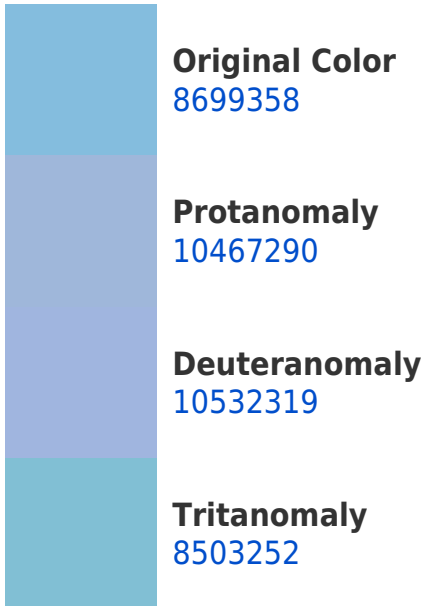 Original Color
8699358
Protanomaly
10467290
Deuteranomaly
10532319
Tritanomaly
8503252